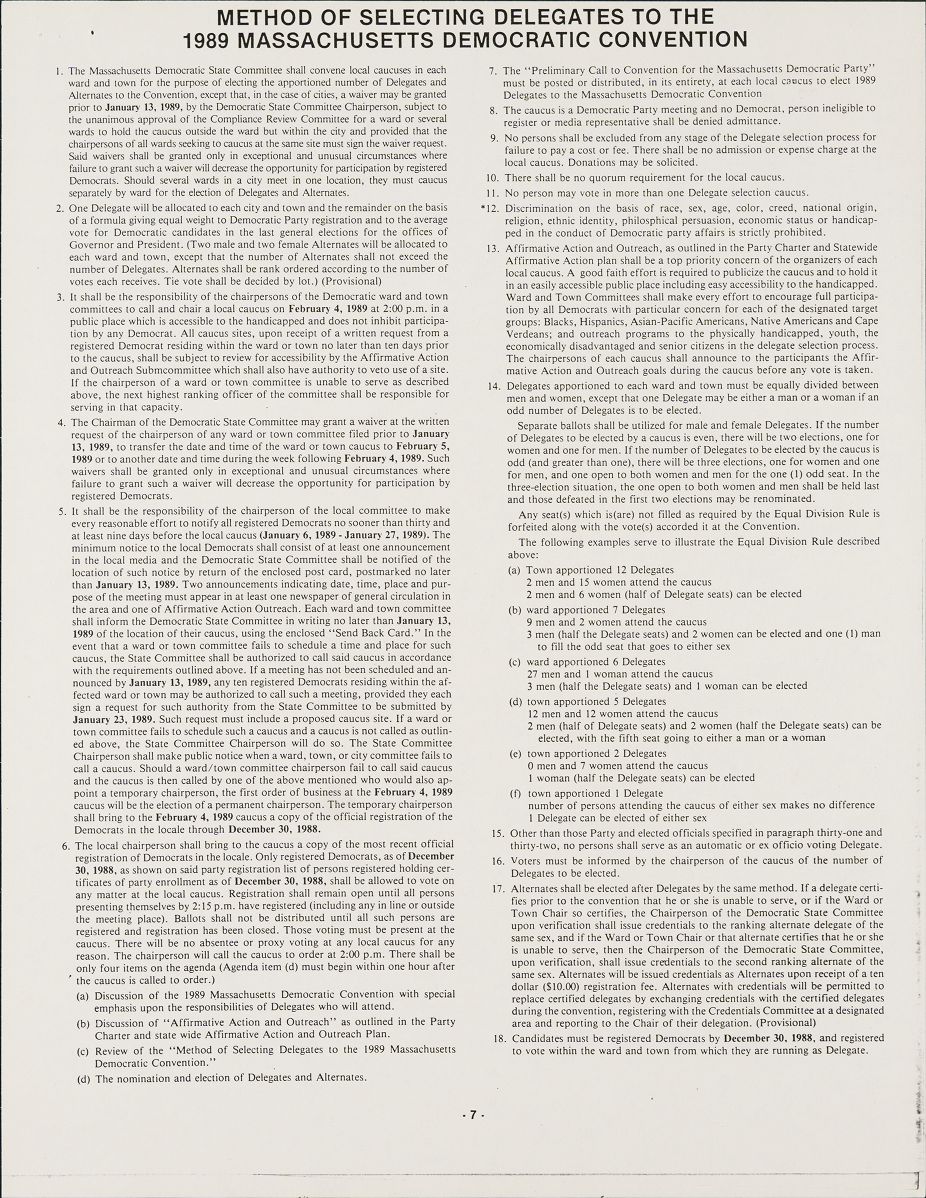 METHOD OF SELECTING DELEGATES TO THE
1989 MASSACHUSETTS DEMOCRATIC CONVENTION
1. The Massachusetts Democratic State Committee shall convene local caucuses in each
ward and town for the purpose of electing the apportioned number of Delegates and
Alternates to the Convention, except that, in the case of cities, a waiver may be granted
prior to January 13, 1989, by the Democratic State Committee Chairperson, subject to
the unanimous approval of the Compliance Review Committee for a ward or several
wards to hold the caucus outside the ward but within the city and provided that the
chairpersons of all wards seeking to caucus at the same site must sign the waiver request.
Said waivers shall be granted only in exceptional and unusual circumstances where
failure to grant such a waiver will decrease the opportunity for participation by registered
Democrats. Should several wards in a city meet in one location, they must caucus
separately by ward for the election of Delegates and Alternates.
2. One Delegate will be allocated to each city and town and the remainder on the basis
of a formula giving equal weight to Democratic Party registration and to the average
vote for Democratic candidates in the last general elections for the offices of
Governor and President. (Two male and two female Alternates will be allocated to
each ward and town, except that the number of Alternates shall not exceed the
number of Delegates. Alternates shall be rank ordered according to the number of
votes each receives. Tie vote shall be decided by lot.) (Provisional)
3. It shall be the responsibility of the chairpersons of the Democratic ward and town
committees to call and chair a local caucus on February 4, 1989 at 2:00 p.m. in a
public place which is accessible to the handicapped and does not inhibit participa-
tion by any Democrat. All caucus sites, upon receipt of a written request from a
registered Democrat residing within the ward or town no later than ten days prior
to the caucus, shall be subject to review for accessibility by the Affirmative Action
and Outreach Submcommittee which shall also have authority to veto use of a site.
If the chairperson of a ward or town committee is unable to serve as described
above, the next highest ranking officer of the committee shall be responsible for
serving in that capacity.
4. The Chairman of the Democratic State Committee may grant a waiver at the written
request of the chairperson of any ward or town committee filed prior to January
13, 1989, to transfer the date and time of the ward or town caucus to February 5,
1989 or to another date and time during the week following February 4, 1989. Such
waivers shall be granted only in exceptional and unusual circumstances where
failure to grant such a waiver will decrease the opportunity for participation by
registered Democrats.
5. It shall be the responsibility of the chairperson of the local committee to make
every reasonable effort to notify all registered Democrats no sooner than thirty and
at least nine days before the local caucus (January 6, 1989 - January 27, 1989). The
minimum notice to the local Democrats shall consist of at least one announcement
in the local media and the Democratic State Committee shall be notified of the
location of such notice by return of the enclosed post card, postmarked no later
than January 13, 1989. Two announcements indicating date, time, place and pur-
pose of the meeting must appear in at least one newspaper of general circulation in
the area and one of Affirmative Action Outreach. Each ward and town committee
shall inform the Democratic State Committee in writing no later than January 13,
1989 of the location of their caucus, using the enclosed "Send Back Card." In the
event that a ward or town committee fails to schedule a time and place for such
caucus, the State Committee shall be authorized to call said caucus in accordance
with the requirements outlined above. If a meeting has not been scheduled and an-
nounced by January 13, 1989, any ten registered Democrats residing within the af-
fected ward or town may be authorized to call such a meeting, provided they each
sign a request for such authority from the State Committee to be submitted by
January 23, 1989. Such request must include a proposed caucus site. If a ward or
town committee fails to schedule such a caucus and a caucus is not called as outlin-
ed above, the State Committee Chairperson will do so. The State Committee
Chairperson shall make public notice when a ward, town, or city committee fails to
call a caucus. Should a ward/town committee chairperson fail to call said caucus
and the caucus is then called by one of the above mentioned who would also ap-
point a temporary chairperson, the first order of business at the February 4, 1989
caucus will be the election of a permanent chairperson. The temporary chairperson
shall bring to the February 4, 1989 caucus a copy of the official registration of the
Democrats in the locale through December 30, 1988.
6. The local chairperson shall bring to the caucus a copy of the most recent official
registration of Democrats in the locale. Only registered Democrats, as of December
30, 1988, as shown on said party registration list of persons registered holding cer-
tificates of party enrollment as of December 30, 1988, shall be allowed to vote on
any matter at the local caucus. Registration shall remain open until all persons
presenting themselves by 2:15 p.m. have registered (including any in line or outside
the meeting place). Ballots shall not be distributed until all such persons are
registered and registration has been closed. Those voting must be present at the
caucus. There will be no absentee or proxy voting at any local caucus for any
reason. The chairperson will call the caucus to order at 2:00 p.m. There shall be
only four items on the agenda (Agenda item (d) must begin within one hour after
the caucus is called to order.)
(a) Discussion of the 1989 Massachusetts Democratic Convention with special
emphasis upon the responsibilities of Delegates who will attend.
(b) Discussion of "Affirmative Action and Outreach" as outlined in the Party
Charter and state wide Affirmative Action and Outreach Plan.
(c) Review of the "Method of Selecting Delegates to the 1989 Massachusetts
Democratic Convention."
(d) The nomination and election of Delegates and Alternates.
7. The "Preliminary Call to Convention for the Massachusetts Democratic Party"
must be posted or distributed, in its entirety, at each local caucus to elect 1989
Delegates to the Massachusetts Democratic Convention
8. The caucus is a Democratic Party meeting and no Democrat, person ineligible to
register or media representative shall be denied admittance.
9. No persons shall be excluded from any stage of the Delegate selection process for
failure to pay a cost or fee. There shall be no admission or expense charge at the
local caucus. Donations may be solicited.
10. There shall be no quorum requirement for the local caucus.
11. No person may vote in more than one Delegate selection caucus.
*12. Discrimination on the basis of race, sex, age, color, creed, national origin,
religion, ethnic identity, philosphical persuasion, economic status or handicap-
ped in the conduct of Democratic party affairs is strictly prohibited.
13. Affirmative Action and Outreach, as outlined in the Party Charter and Statewide
Affirmative Action plan shall be a top priority concern of the organizers of each
local caucus. A good faith effort is required to publicize the caucus and to hold it
in an easily accessible public place including easy accessibility to the handicapped.
Ward and Town Committees shall make every effort to encourage full participa-
tion by all Democrats with particular concern for each of the designated target
groups: Blacks, Hispanics, Asian-Pacific Americans, Native Americans and Cape
Verdeans; and outreach programs to the physically handicapped, youth, the
economically disadvantaged and senior citizens in the delegate selection process.
The chairpersons of each caucus shall announce to the participants the Affir-
mative Action and Outreach goals during the caucus before any vote is taken.
14. Delegates apportioned to each ward and town must be equally divided between
men and women, except that one Delegate may be either a man or a woman if an
odd number of Delegates is to be elected.
Separate ballots shall be utilized for male and female Delegates. If the number
of Delegates to be elected by a caucus is even, there will be two elections, one for
women and one for men. If the number of Delegates to be elected by the caucus is
odd (and greater than one), there will be three elections, one for women and one
for men, and one open to both women and men for the one (1) odd seat. In the
three-election situation, the one open to both women and men shall be held last
and those defeated in the first two elections may be renominated.
Any seat(s) which is(are) not filled as required by the Equal Division Rule is
forfeited along with the vote(s) accorded it at the Convention.
The following examples serve to illustrate the Equal Division Rule described
above:
(a) Town apportioned 12 Delegates
2 men and 15 women attend the caucus
2 men and 6 women (half of Delegate seats) can be elected
(b) ward apportioned 7 Delegates
9 men and 2 women attend the caucus
3 men (half the Delegate seats) and 2 women can be elected and one (1) man
to fill the odd seat that goes to either sex
(c) ward apportioned 6 Delegates
27 men and 1 woman attend the caucus
3 men (half the Delegate seats) and 1 woman can be elected
(d) town apportioned 5 Delegates
12 men and 12 women attend the caucus
2 men (half of Delegate seats) and 2 women (half the Delegate seats) can be
elected, with the fifth seat going to either a man or a woman
(e) town apportioned 2 Delegates
0 men and 7 women attend the caucus
1 woman (half the Delegate seats) can be elected
(f) town apportioned 1 Delegate
number of persons attending the caucus of either sex makes no difference
1 Delegate can be elected of either sex
15. Other than those Party and elected officials specified in paragraph thirty-one and
thirty-two, no persons shall serve as an automatic or ex officio voting Delegate.
16. Voters must be informed by the chairperson of the caucus of the number of
Delegates to be elected.
17. Alternates shall be elected after Delegates by the same method. If a delegate certi-
fies prior to the convention that he or she is unable to serve, or if the Ward or
Town Chair so certifies, the Chairperson of the Democratic State Committee
upon verification shall issue credentials to the ranking alternate delegate of the
same sex, and if the Ward or Town Chair or that alternate certifies that he or she
is unable to serve, then the Chairperson of the Democratic State Committee,
upon verification, shall issue credentials to the second ranking alternate of the
same sex. Alternates will be issued credentials as Alternates upon receipt of a ten
dollar ($10.00) registration fee. Alternates with credentials will be permitted to
replace certified delegates by exchanging credentials with the certified delegates
during the convention, registering with the Credentials Committee at a designated
area and reporting to the Chair of their delegation. (Provisional)
18. Candidates must be registered Democrats by December 30, 1988, and registered
to vote within the ward and town from which they are running as Delegate.
- 7 -